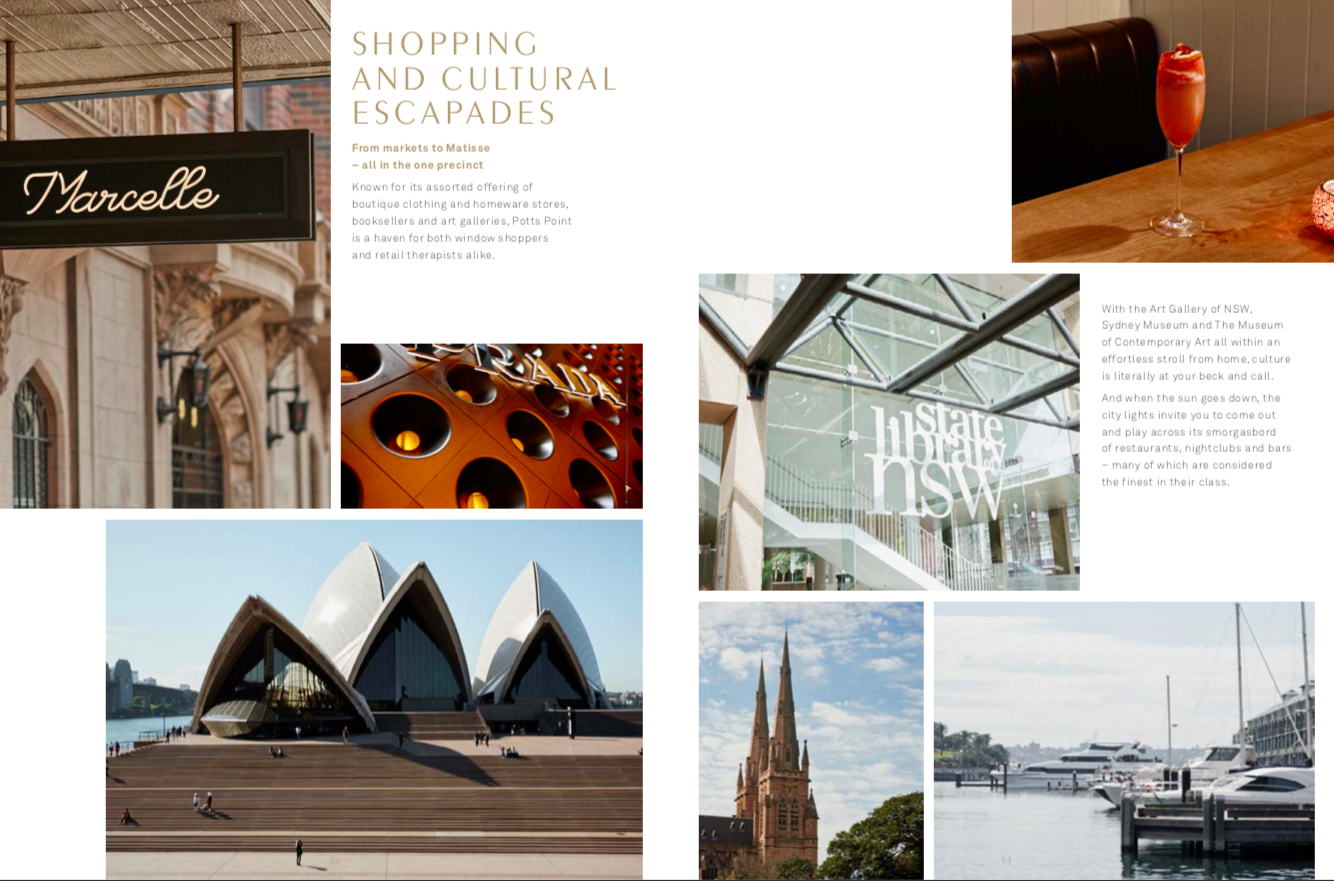 Marcelle
SHOPPING
AND CULTURAL
ESCAPADES
From markets to Matisse
– all in the one precinct
Known for its assorted offering of
boutique clothing and homeware stores,
booksellers and art galleries, Potts Point
is a haven for both window shoppers
and retail therapists alike.
PRADA
state
library
nsw
With the Art Gallery of NSW,
Sydney Museum and The Museum
of Contemporary Art all within an
effortless stroll from home, culture
is literally at your beck and call.
And when the sun goes down, the
city lights invite you to come out
and play across its smorgasbord
of restaurants, nightclubs and bars
– many of which are considered
the finest in their class.